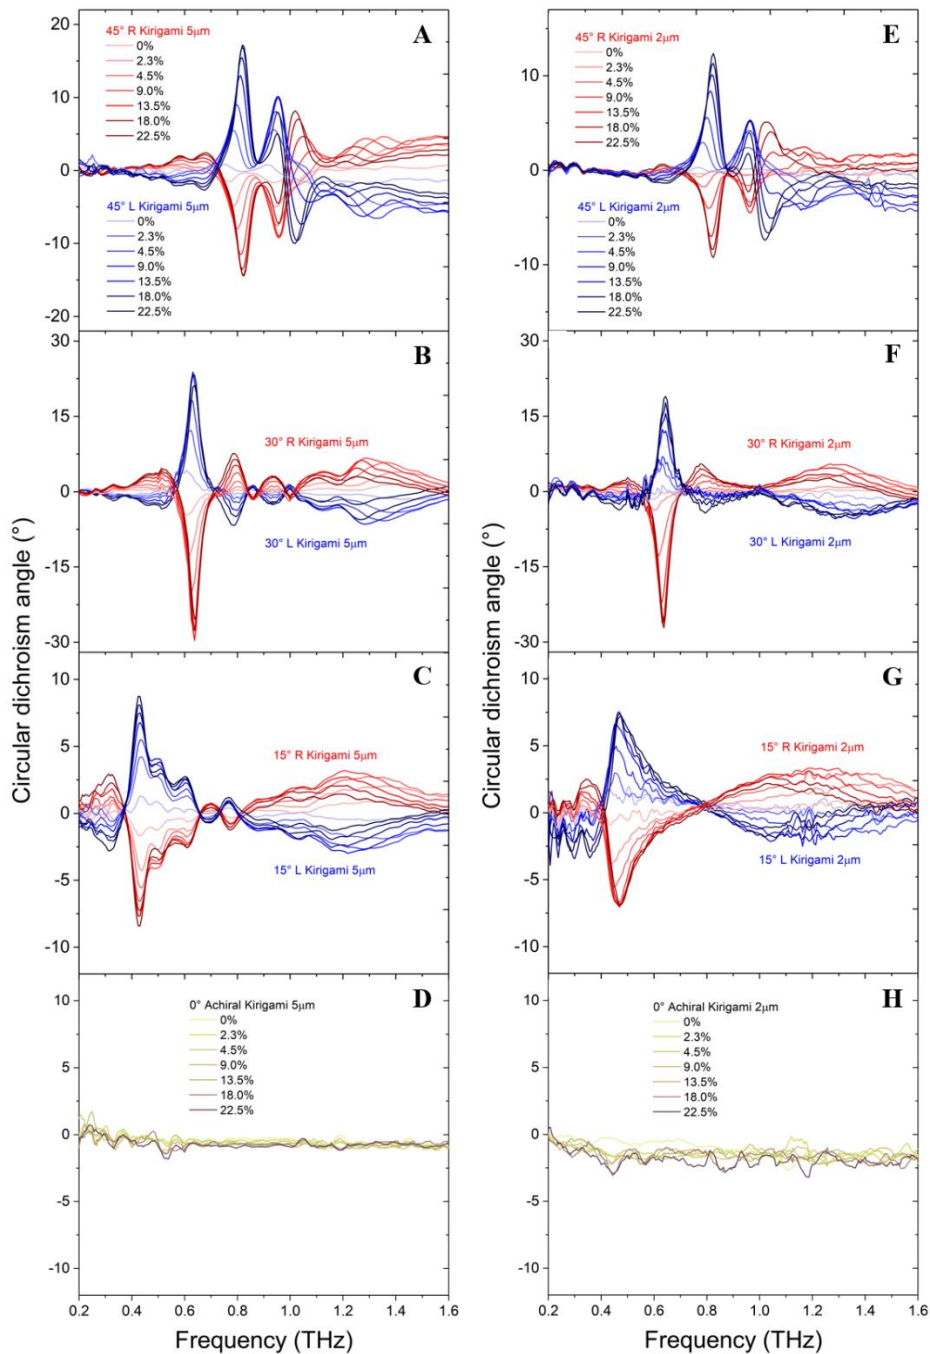 A
45° R Kirigami 5μm
0%
2.3%
4.5%
9.0%
13.5%
18.0%
22.5%
45° L Kirigami 5μm
0%
2.3%
4.5%
9.0%
13.5%
18.0%
22.5%
20
10
0
-10
-20
B
30° R Kirigami 5μm
30° L Kirigami 5μm
30
15
0
-15
-30
C
15° R Kirigami 5μm
15° L Kirigami 5μm
10
5
0
-5
-10
D
0° Achiral Kirigami 5μm
0%
2.3%
4.5%
9.0%
13.5%
18.0%
22.5%
10
5
0
-5
-10
0.2 0.4 0.6 0.8 1.0 1.2 1.4 1.6
Frequency (THz)
Circular dichroism angle (°)
E
45° R Kirigami 2μm
0%
2.3%
4.5%
9.0%
13.5%
18.0%
22.5%
45° L Kirigami 2μm
0%
2.3%
4.5%
9.0%
13.5%
18.0%
22.5%
10
0
-10
F
30° R Kirigami 2μm
30° L Kirigami 2μm
30
15
0
-15
-30
G
15° R Kirigami 2μm
15° L Kirigami 2μm
10
5
0
-5
-10
H
0° Achiral Kirigami 2μm
0%
2.3%
4.5%
9.0%
13.5%
18.0%
22.5%
10
5
0
-5
-10
0.2 0.4 0.6 0.8 1.0 1.2 1.4 1.6
Frequency (THz)
Circular dichroism angle (°)